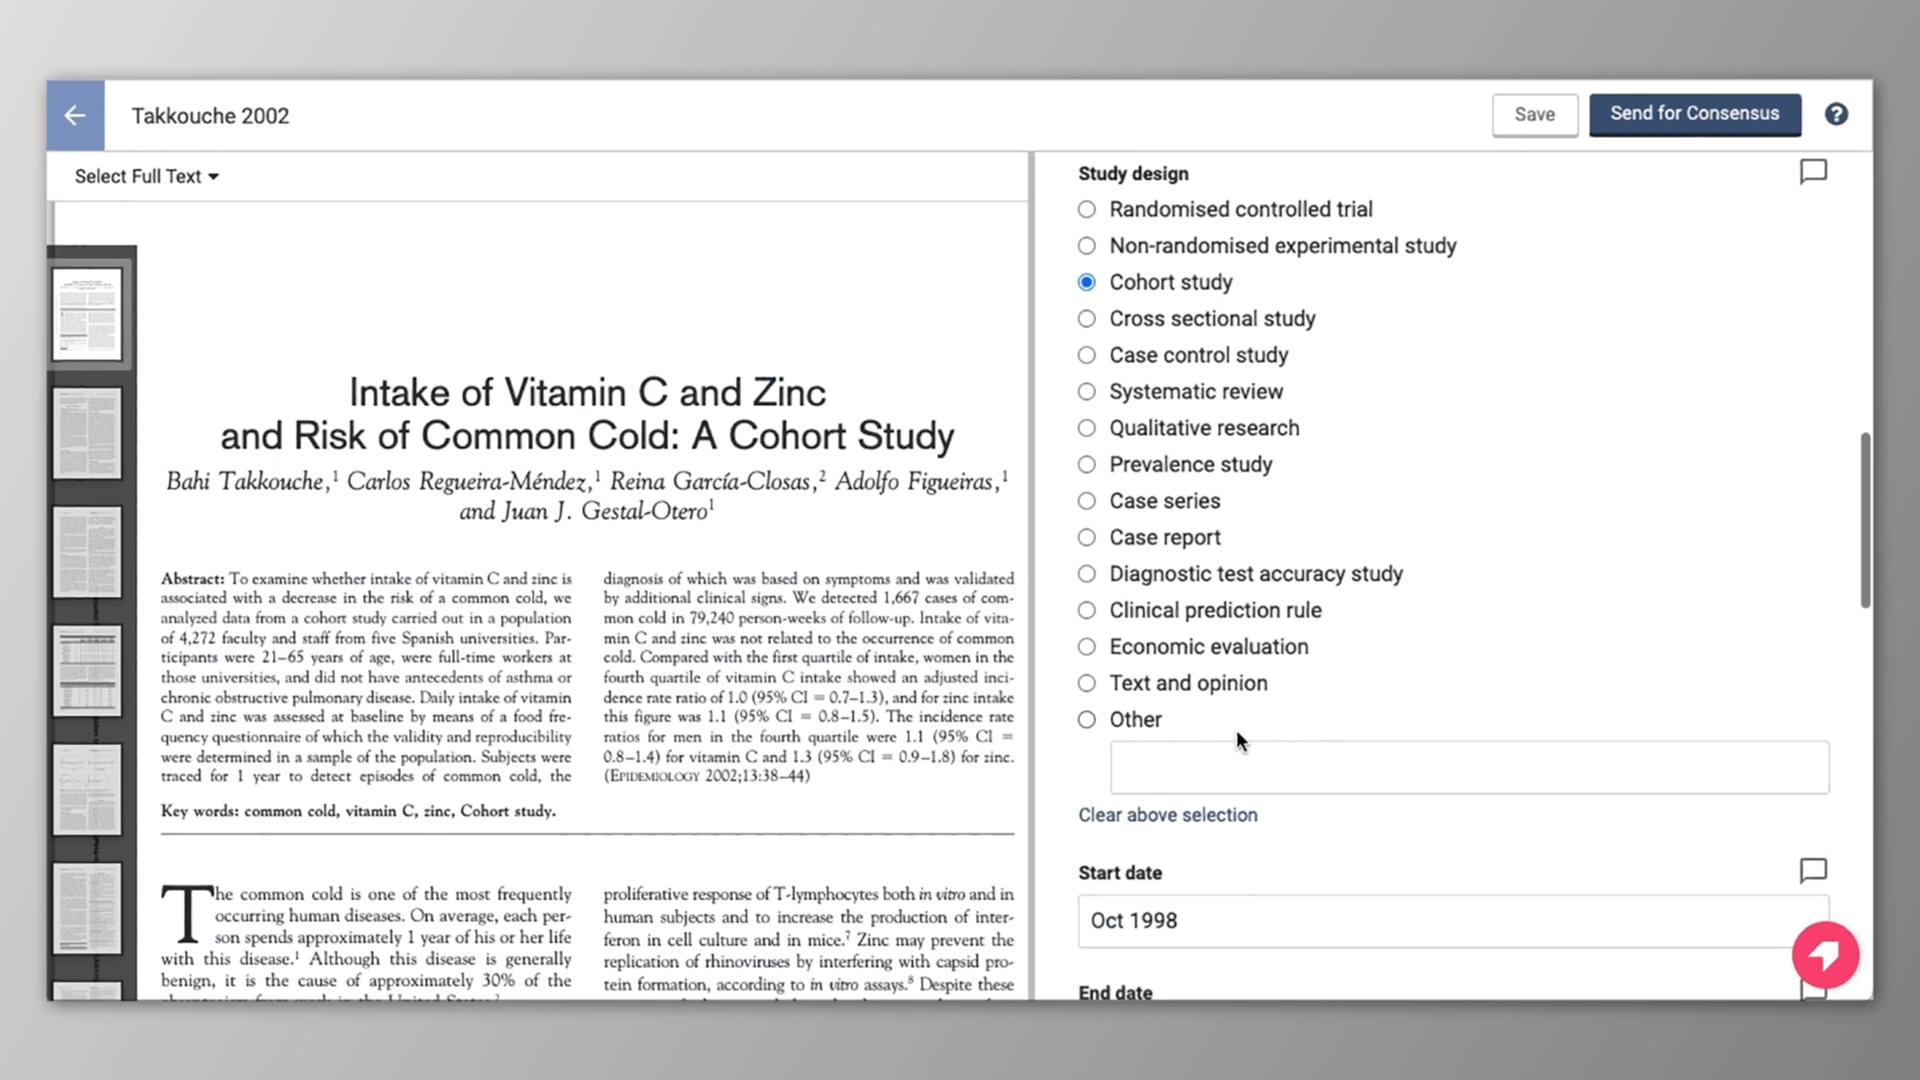 Takkouche 2002
Save
Send for Consensus
?
Select Full Text
Intake of Vitamin C and Zinc
and Risk of Common Cold: A Cohort Study
Bahi Takkouche,1 Carlos Regueira-Méndez,1 Reina García-Closas,2 Adolfo Figueiras,1
and Juan J. Gestal-Otero1
Abstract: To examine whether intake of vitamin C and zinc is
associated with a decrease in the risk of a common cold, we
analyzed data from a cohort study carried out in a population
of 4,272 faculty and staff from five Spanish universities. Par-
ticipants were 21–65 years of age, were full-time workers at
those universities, and did not have antecedents of asthma or
chronic obstructive pulmonary disease. Daily intake of vitamin
C and zinc was assessed at baseline by means of a food fre-
quency questionnaire of which the validity and reproducibility
were determined in a sample of the population. Subjects were
traced for 1 year to detect episodes of common cold, the
diagnosis of which was based on symptoms and was validated
by additional clinical signs. We detected 1,667 cases of com-
mon cold in 79,240 person-weeks of follow-up. Intake of vita-
min C and zinc was not related to the occurrence of common
cold. Compared with the first quartile of intake, women in the
fourth quartile of vitamin C intake showed an adjusted inci-
dence rate ratio of 1.0 (95% CI = 0.7–1.3), and for zinc intake
this figure was 1.1 (95% CI = 0.8–1.5). The incidence rate
ratios for men in the fourth quartile were 1.1 (95% CI =
0.8–1.4) for vitamin C and 1.3 (95% CI = 0.9–1.8) for zinc.
(EPIDEMIOLOGY 2002;13:38–44)
Key words: common cold, vitamin C, zinc, Cohort study.
The common cold is one of the most frequently
occurring human diseases. On average, each per-
son spends approximately 1 year of his or her life
with this disease.1 Although this disease is generally
benign, it is the cause of approximately 30% of the
proliferative response of T-lymphocytes both in vitro and in
human subjects and to increase the production of inter-
feron in cell culture and in mice.7 Zinc may prevent the
replication of rhinoviruses by interfering with capsid pro-
tein formation, according to in vitro assays.8 Despite these
Study design
Randomised controlled trial
Non-randomised experimental study
Cohort study
Cross sectional study
Case control study
Systematic review
Qualitative research
Prevalence study
Case series
Case report
Diagnostic test accuracy study
Clinical prediction rule
Economic evaluation
Text and opinion
Other
Clear above selection
Start date
Oct 1998
End date